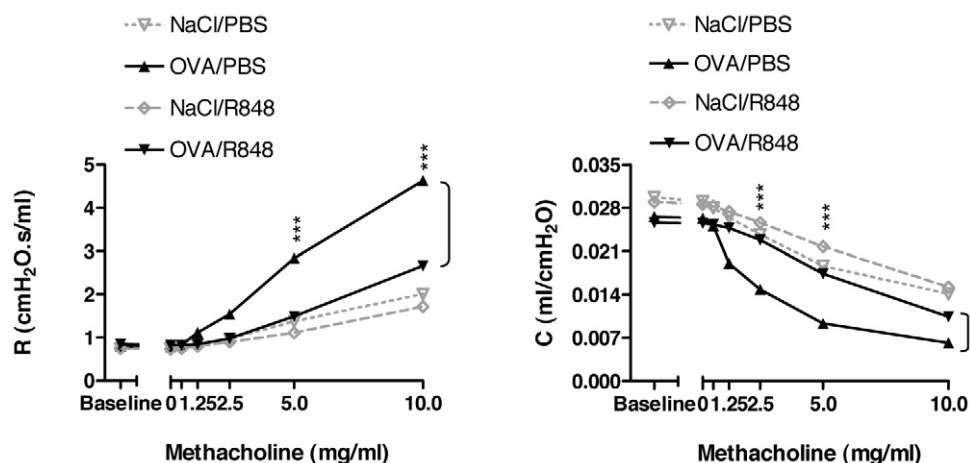 NaCl/PBS
OVA/PBS
NaCl/R848
OVA/R848
5
4
3
2
1
0
R (cmH₂O.s/ml)
***
***
Baseline 0 1.25 2.5 5.0 10.0
Methacholine (mg/ml)
NaCl/PBS
OVA/PBS
NaCl/R848
OVA/R848
0.035
0.028
0.021
0.014
0.007
0.000
C (ml/cmH₂O)
***
***
Baseline 0 1.25 2.5 5.0 10.0
Methacholine (mg/ml)